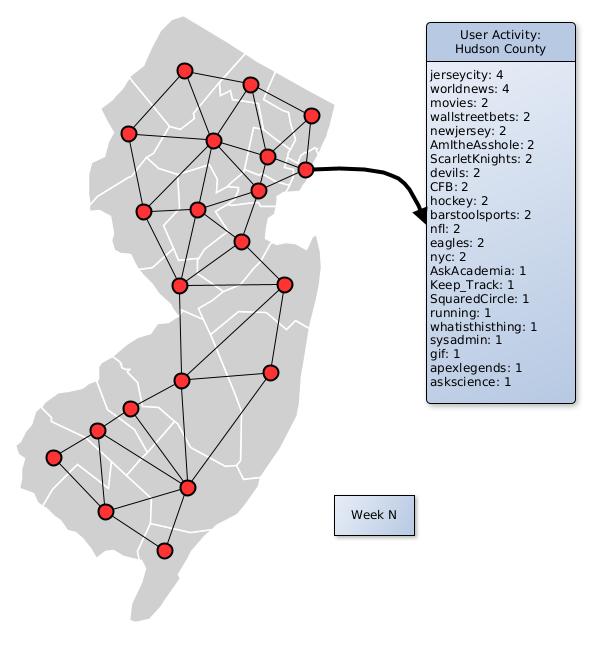 User Activity:
Hudson County
jerseycity: 4
worldnews: 4
movies: 2
wallstreetbets: 2
newjersey: 2
AmItheAsshole: 2
ScarletKnights: 2
devils: 2
CFB: 2
hockey: 2
barstoolsports: 2
nfl: 2
eagles: 2
nyc: 2
AskAcademia: 1
Keep_Track: 1
SquaredCircle: 1
running: 1
whatisthisthing: 1
sysadmin: 1
gif: 1
apexlegends: 1
askscience: 1
Week N